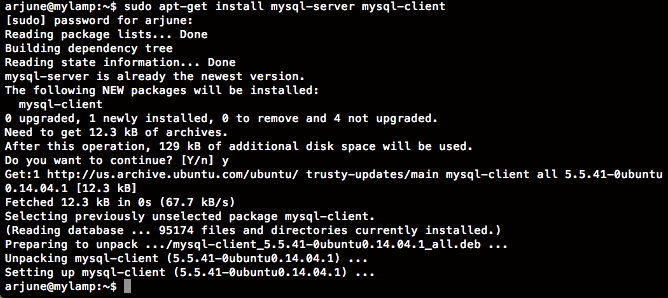 arjune@mylamp:~$ sudo apt-get install mysql-server mysql-client
[sudo] password for arjune:
Reading package lists... Done
Building dependency tree
Reading state information... Done
mysql-server is already the newest version.
The following NEW packages will be installed:
  mysql-client
0 upgraded, 1 newly installed, 0 to remove and 4 not upgraded.
Need to get 12.3 kB of archives.
After this operation, 129 kB of additional disk space will be used.
Do you want to continue? [Y/n] y
Get:1 http://us.archive.ubuntu.com/ubuntu/ trusty-updates/main mysql-client all 5.5.41-0ubuntu
0.14.04.1 [12.3 kB]
Fetched 12.3 kB in 0s (67.7 kB/s)
Selecting previously unselected package mysql-client.
(Reading database ... 95174 files and directories currently installed.)
Preparing to unpack .../mysql-client_5.5.41-0ubuntu0.14.04.1_all.deb ...
Unpacking mysql-client (5.5.41-0ubuntu0.14.04.1) ...
Setting up mysql-client (5.5.41-0ubuntu0.14.04.1) ...
arjune@mylamp:~$